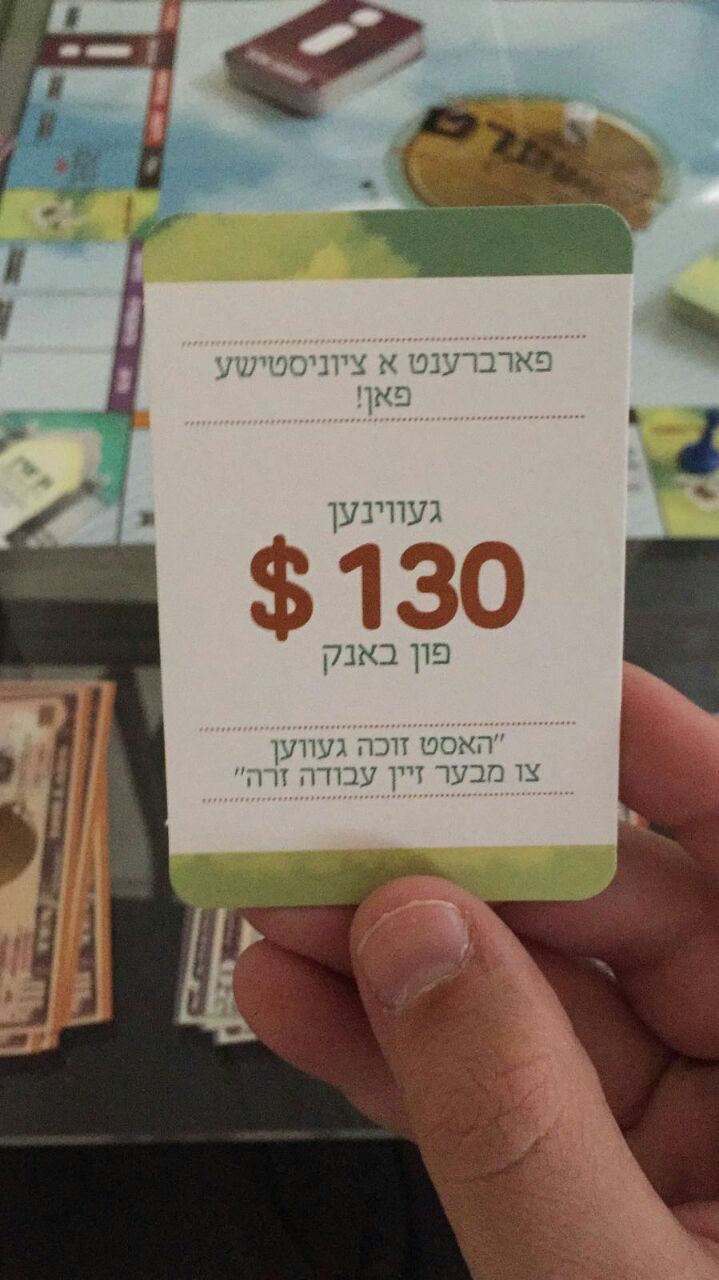 פארברענט א ציוניסטישע
פאן!
געווינען
$ 130
פון באנק
"האסט זוכה געווען
צו מבער זיין עבודה זרה"